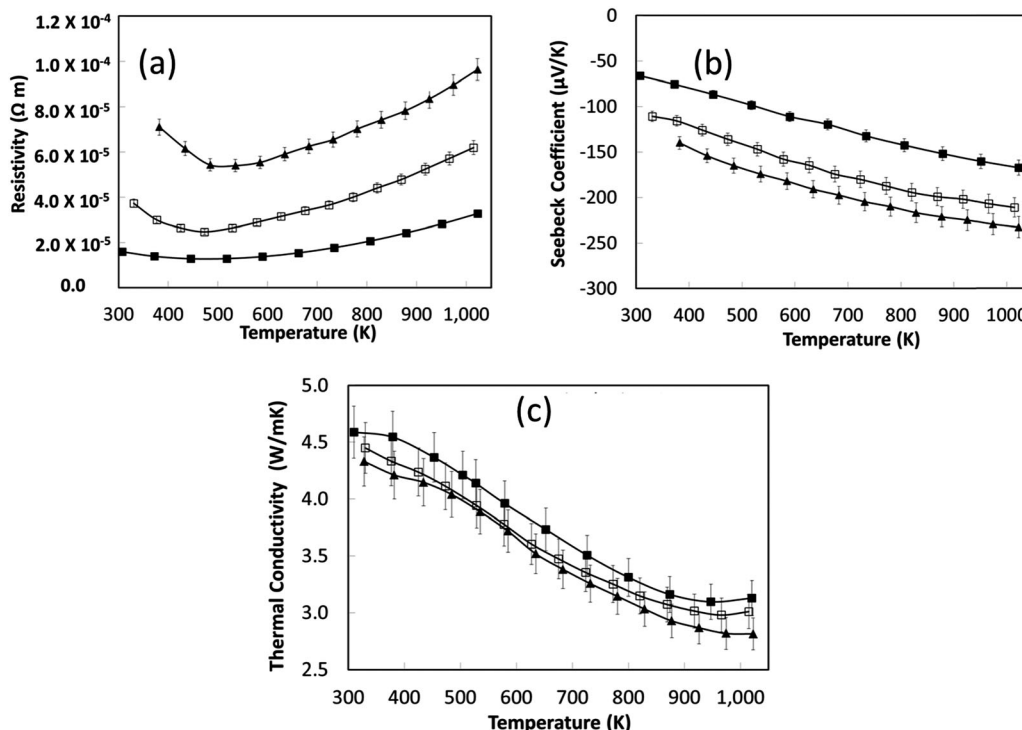 1.2 X 10-4
1.0 X 10-4
8.0 X 10-5
6.0 X 10-5
4.0 X 10-5
2.0 X 10-5
0.0
Resistivity (Ω m)
(a)
300 400 500 600 700 800 900 1,000
Temperature (K)
0
-50
-100
-150
-200
-250
-300
Seebeck Coefficient (µV/K)
(b)
300 400 500 600 700 800 900 1000
Temperature (K)
5.0
4.5
4.0
3.5
3.0
2.5
Thermal Conductivity (W/mK)
(c)
300 400 500 600 700 800 900 1,000
Temperature (K)